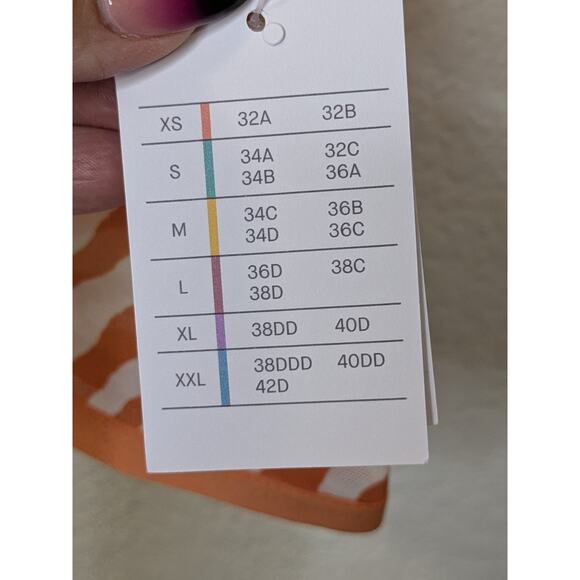 XS 32A 32B
S 34A 32C
34B 36A
M 34C 36B
34D 36C
L 36D 38C
38D
XL 38DD 40D
XXL 38DDD 40DD
42D